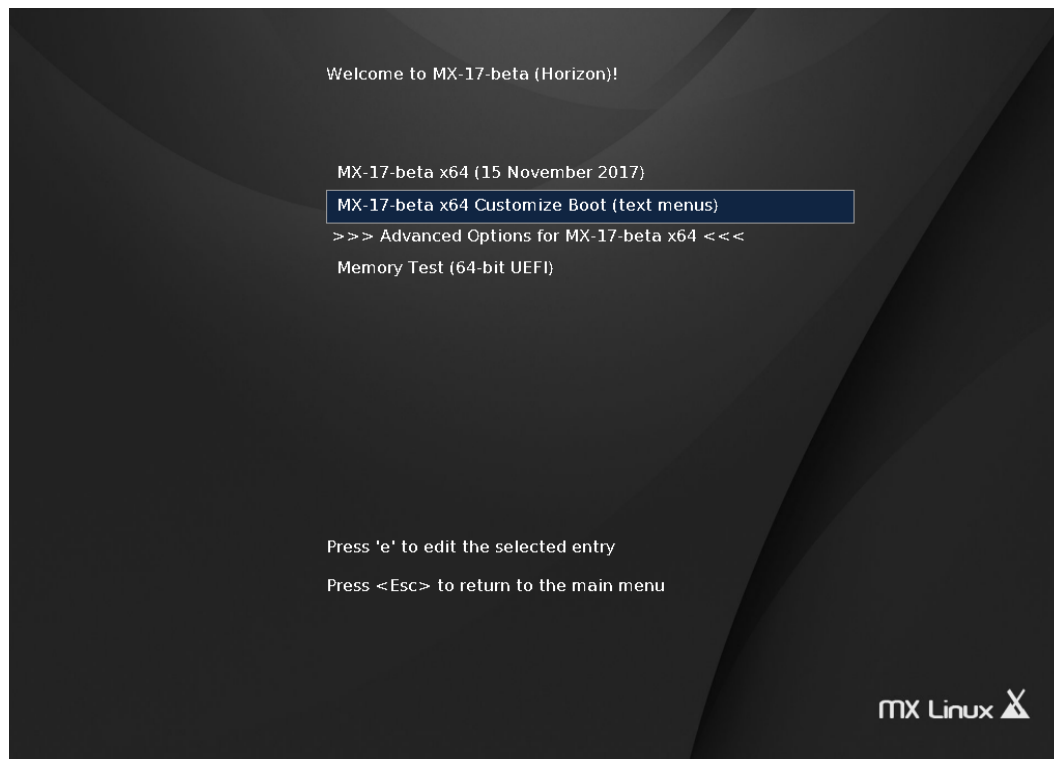 Welcome to MX-17-beta (Horizon)!
MX-17-beta x64 (15 November 2017)
MX-17-beta x64 Customize Boot (text menus)
>>> Advanced Options for MX-17-beta x64 <<<
Memory Test (64-bit UEFI)
Press 'e' to edit the selected entry
Press <Esc> to return to the main menu
MX Linux